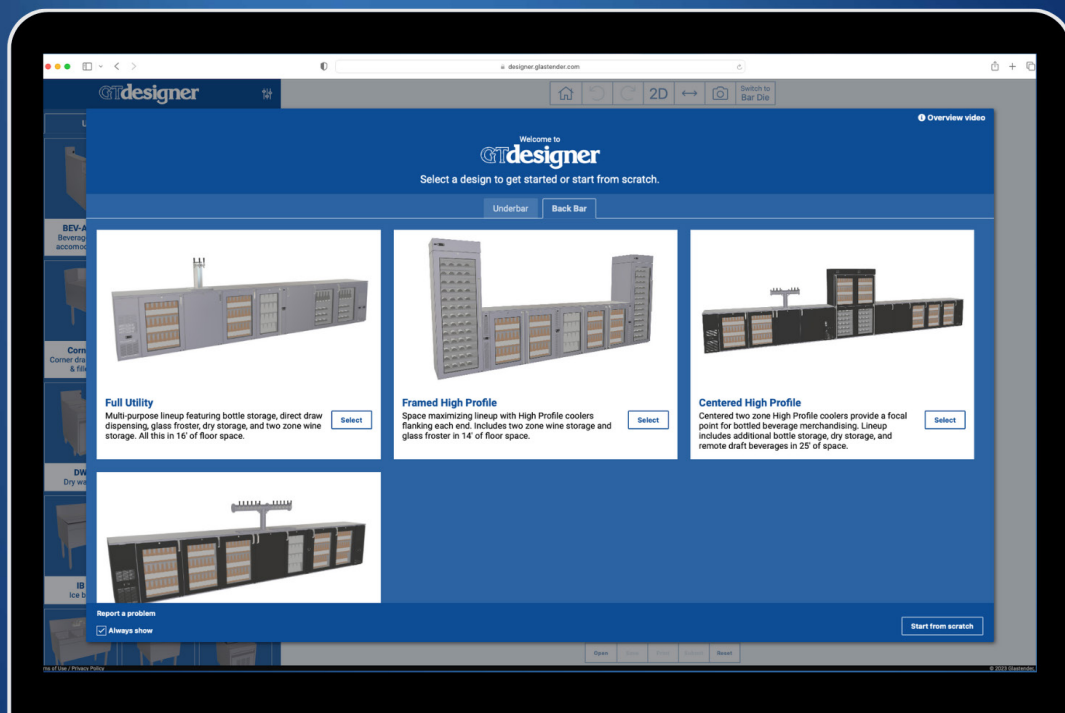 designer.glastender.com
GTdesigner
2D
Switch to
Bar Die
Overview video
Welcome to
GTdesigner
Select a design to get started or start from scratch.
Underbar
Back Bar
BEV-A
Beverag
accomod
Corn
Corner dra
& fille
DW
Dry wa
IB
Ice b
Full Utility
Multi-purpose lineup featuring bottle storage, direct draw
dispensing, glass froster, dry storage, and two zone wine
storage. All this in 16' of floor space.
Select
Framed High Profile
Space maximizing lineup with High Profile coolers
flanking each end. Includes two zone wine storage and
glass froster in 14' of floor space.
Select
Centered High Profile
Centered two zone High Profile coolers provide a focal
point for bottled beverage merchandising. Lineup
includes additional bottle storage, dry storage, and
remote draft beverages in 25' of space.
Select
Report a problem
Always show
Start from scratch
Open
Reset
ms of Use / Privacy Policy
© 2023 Glastender,